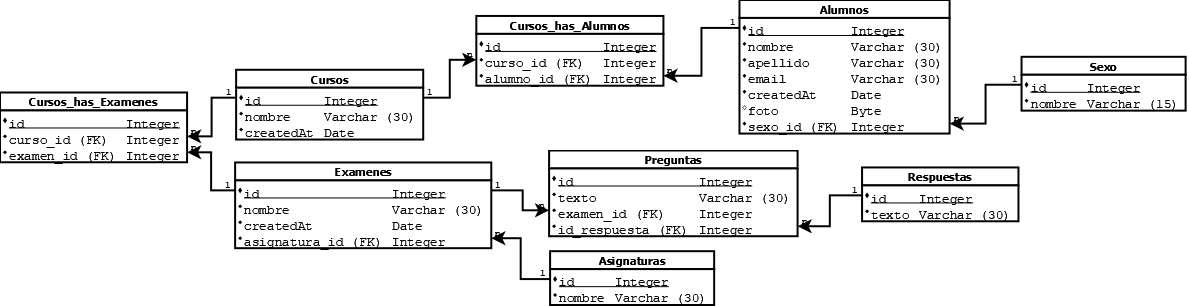 Cursos_has_Examenes
id Integer
curso_id (FK) Integer
examen_id (FK) Integer
1
n
n
1
Cursos
id Integer
nombre Varchar (30)
createdAt Date
1
n
Cursos_has_Alumnos
id Integer
curso_id (FK) Integer
alumno_id (FK) Integer
n
1
Alumnos
id Integer
nombre Varchar (30)
apellido Varchar (30)
email Varchar (30)
createdAt Date
foto Byte
sexo_id (FK) Integer
n
1
Sexo
id Integer
nombre Varchar (15)
Examenes
id Integer
nombre Varchar (30)
createdAt Date
asignatura_id (FK) Integer
1
n
n
1
Preguntas
id Integer
texto Varchar (30)
examen_id (FK) Integer
id_respuesta (FK) Integer
n
1
Respuestas
id Integer
texto Varchar (30)
Asignaturas
id Integer
nombre Varchar (30)